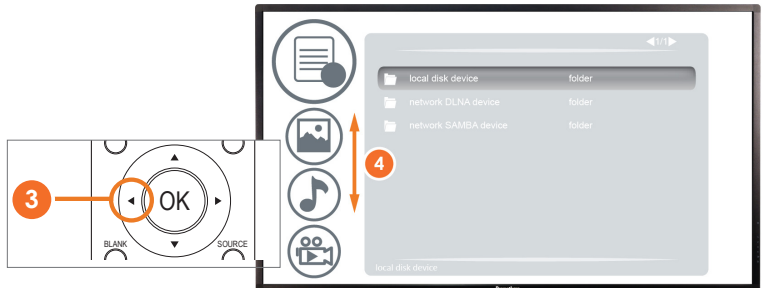 1/1
local disk device folder
network DLNA device folder
network SAMBA device folder
4
3
OK
BLANK
SOURCE
local disk device